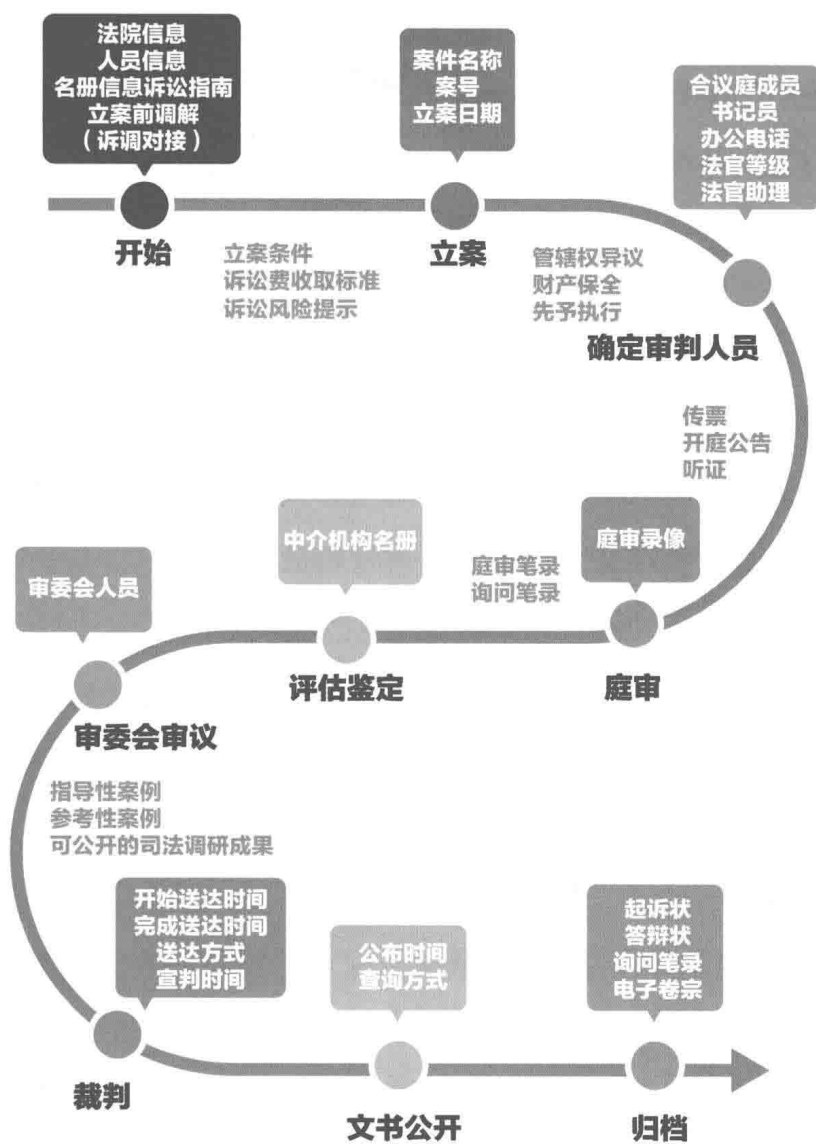 法院信息
人员信息
名册信息诉讼指南
立案前调解
（诉调对接）
开始
立案条件
诉讼费收取标准
诉讼风险提示
案件名称
案号
立案日期
立案
管辖权异议
财产保全
先予执行
合议庭成员
书记员
办公电话
法官等级
法官助理
确定审判人员
传票
开庭公告
听证
庭审录像
庭审
庭审笔录
询问笔录
中介机构名册
评估鉴定
审委会人员
审委会审议
指导性案例
参考性案例
可公开的司法调研成果
开始送达时间
完成送达时间
送达方式
宣判时间
裁判
公布时间
查询方式
文书公开
起诉状
答辩状
询问笔录
电子卷宗
归档